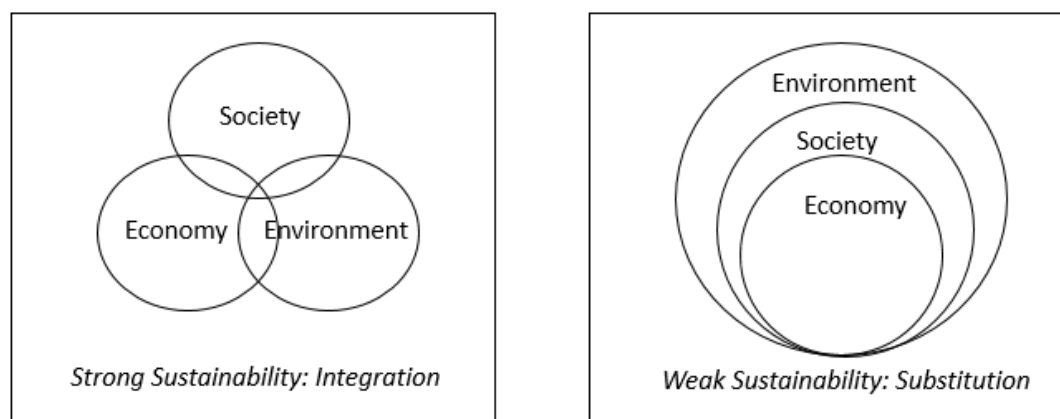 Society
Economy
Environment
Strong Sustainability: Integration
Environment
Society
Economy
Weak Sustainability: Substitution